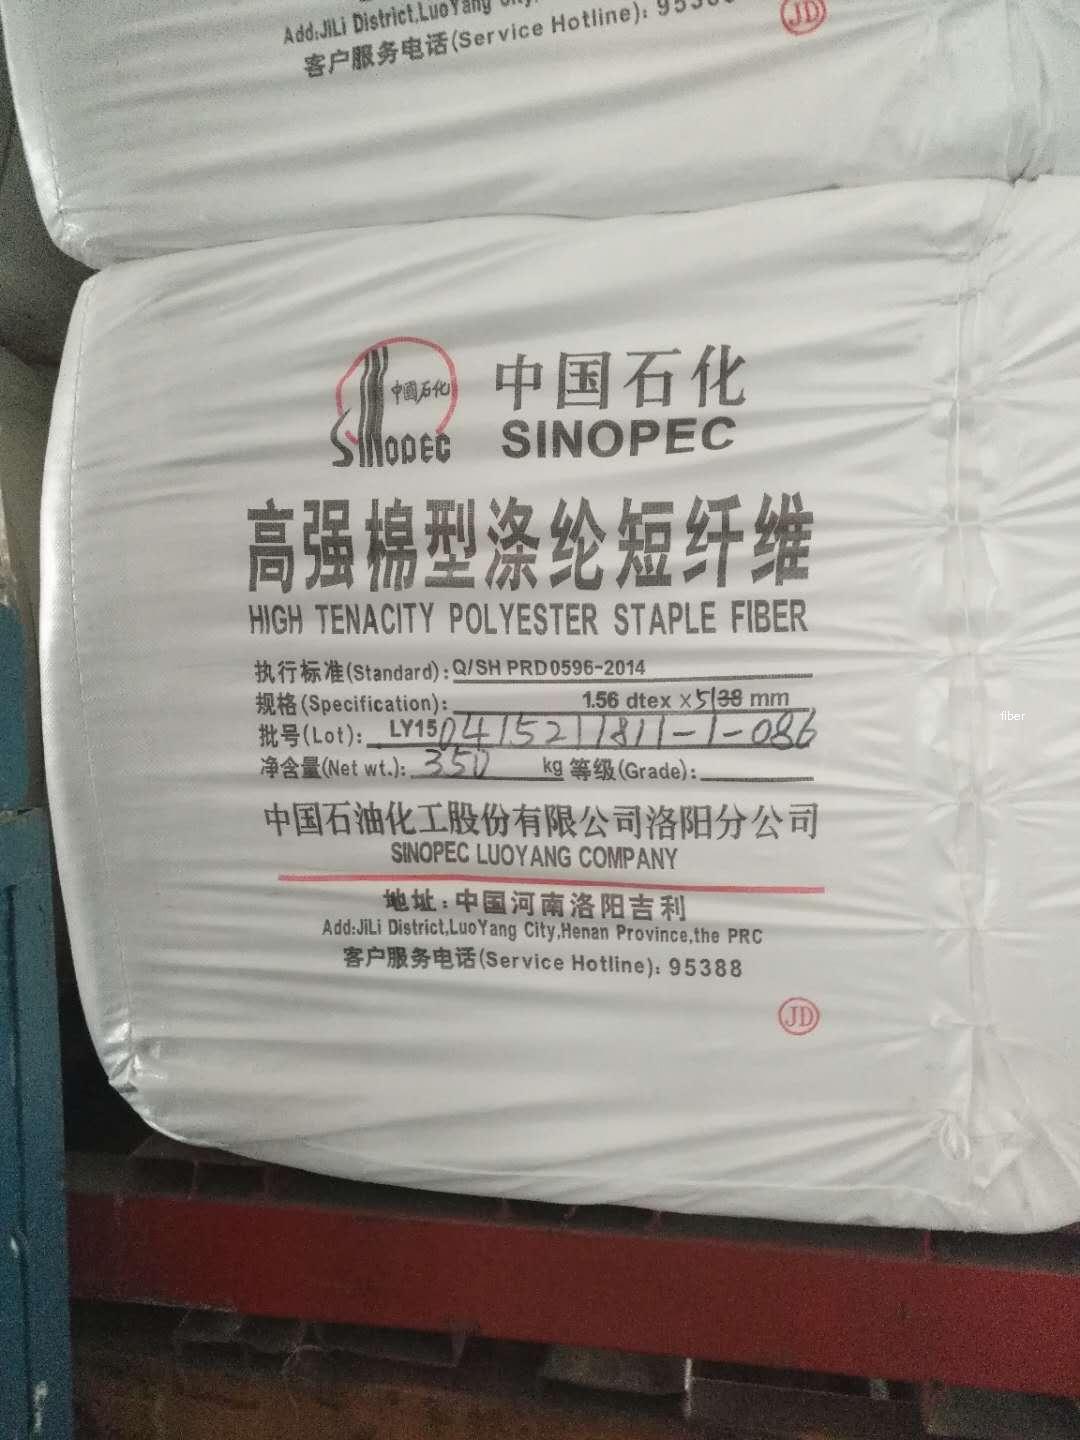 Add:JiLi District,LuoYang City,
客户服务电话(Service Hotline): 95388
JD
中國石化
SINOPEC
中国石化
SINOPEC
高强棉型涤纶短纤维
HIGH TENACITY POLYESTER STAPLE FIBER
执行标准(Standard): Q/SH PRD0596-2014
规格(Specification): 1.56 dtex ×51 38 mm
批号(Lot): LY15 0415211811-1-086
净含量(Net wt.): 350 kg 等级(Grade):
中国石油化工股份有限公司洛阳分公司
SINOPEC LUOYANG COMPANY
地址:中国河南洛阳吉利
Add:JiLi District,LuoYang City,Henan Province,the PRC
客户服务电话(Service Hotline): 95388
JD
fiber